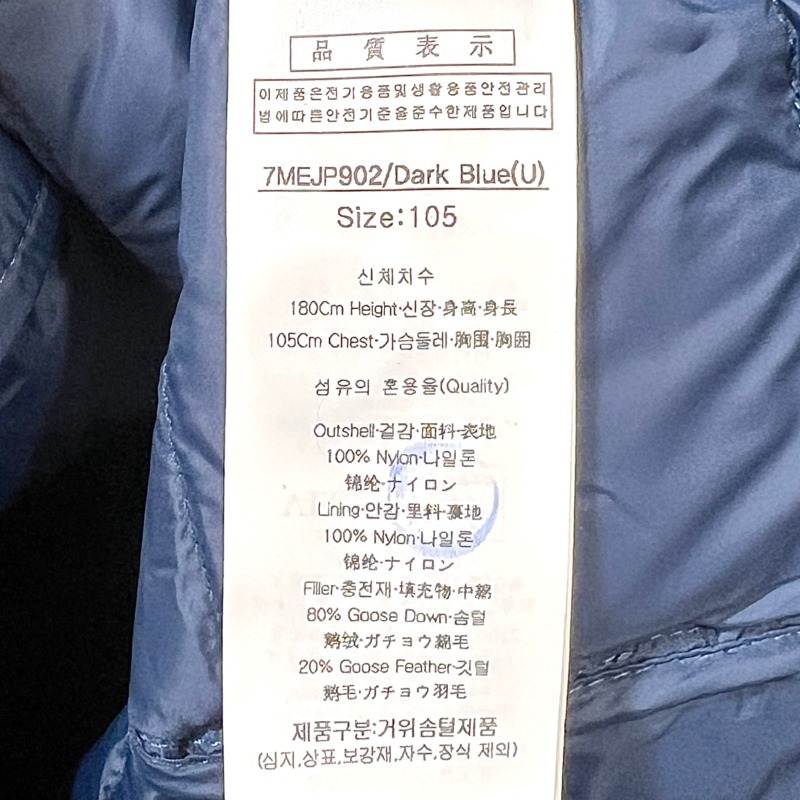 品質表示
이제품은전기용품및생활용품안전관리
법에따른안전기준을준수한제품입니다
7MEJP902/Dark Blue(U)
Size:105
신체치수
180Cm Height·신장·身高·身長
105Cm Chest·가슴둘레·胸围·胸囲
섬유의 혼용율(Quality)
Outshell·겉감·面料·表地
100% Nylon·나일론
锦纶·ナイロン
Lining·안감·里料·裏地
100% Nylon·나일론
锦纶·ナイロン
Filler·충전재·填充物·中綿
80% Goose Down·솜털
鹅绒·ガチョウ綿毛
20% Goose Feather·깃털
鹅毛·ガチョウ羽毛
제품구분:거위솜털제품
(심지,상표,보강재,자수,장식 제외)